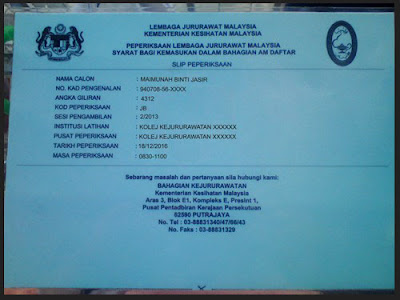 LEMBAGA JURURAWAT MALAYSIA
KEMENTERIAN KESIHATAN MALAYSIA
PEPERIKSAAN LEMBAGA JURURAWAT MALAYSIA
SYARAT BAGI KEMASUKAN DALAM BAHAGIAN AM DAFTAR
SLIP PEPERIKSAAN
NAMA CALON : MAIMUNAH BINTI JASIR
NO. KAD PENGENALAN : 940708-56-XXXX
ANGKA GILIRAN : 4312
KOD PEPERIKSAAN : JB
SESI PENGAMBILAN : 2/2013
INSTITUSI LATIHAN : KOLEJ KEJURURAWATAN XXXXXX
PUSAT PEPERIKSAAN : KOLEJ KEJURURAWATAN XXXXXX
TARIKH PEPERIKSAAN : 18/12/2016
MASA PEPERIKSAAN : 0830-1100
Sebarang masalah dan pertanyaan sila hubungi kami:
BAHAGIAN KEJURURAWATAN
Kementerian Kesihatan Malaysia
Aras 3, Blok E1, Kompleks E, Presint 1,
Pusat Pentadbiran Kerajaan Persekutuan
62590 PUTRAJAYA
No. Tel : 03-88831340/47/66/43
No. Faks : 03-88831329